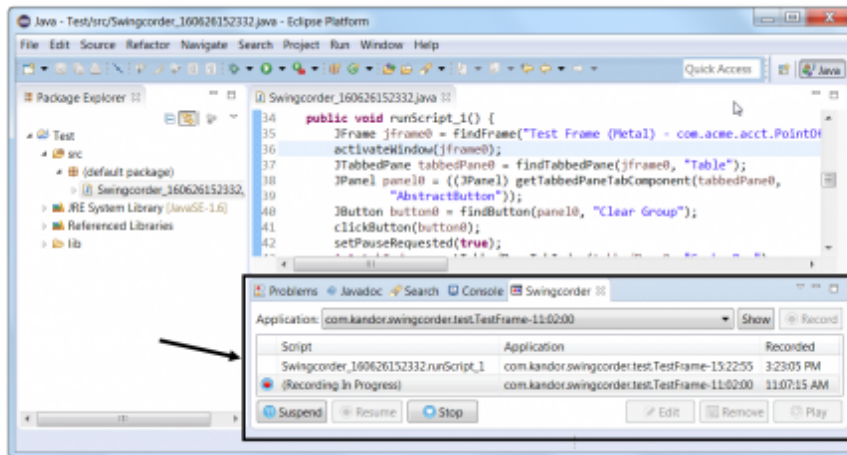 Java - Test/src/Swingcorder_160626152332.java - Eclipse Platform
File Edit Source Refactor Navigate Search Project Run Window Help
Quick Access Java
Package Explorer
Test
src
(default package)
Swingcorder_160626152332.
JRE System Library [JavaSE-1.6]
Referenced Libraries
lib
Swingcorder_160626152332.java
34 public void runScript_1() {
35 JFrame jframe0 = findFrame("Test Frame (Metal) - com.acme.acct.PointOf
36 activateWindow(jframe0);
37 JTabbedPane tabbedPane0 = findTabbedPane(jframe0, "Table");
38 JPanel panel0 = ((JPanel) getTabbedPaneTabComponent(tabbedPane0,
39 "AbstractButton"));
40 JButton button0 = findButton(panel0, "Clear Group");
41 clickButton(button0);
42 setPauseRequested(true);
Problems Javadoc Search Console Swingcorder
Application: com.kandor.swingcorder.test.TestFrame-11:02:00 Show Record
Script Application Recorded
Swingcorder_160626152332.runScript_1 com.kandor.swingcorder.test.TestFrame-15:22:55 3:23:05 PM
(Recording In Progress) com.kandor.swingcorder.test.TestFrame-11:02:00 11:07:15 AM
Suspend Resume Stop Edit Remove Play